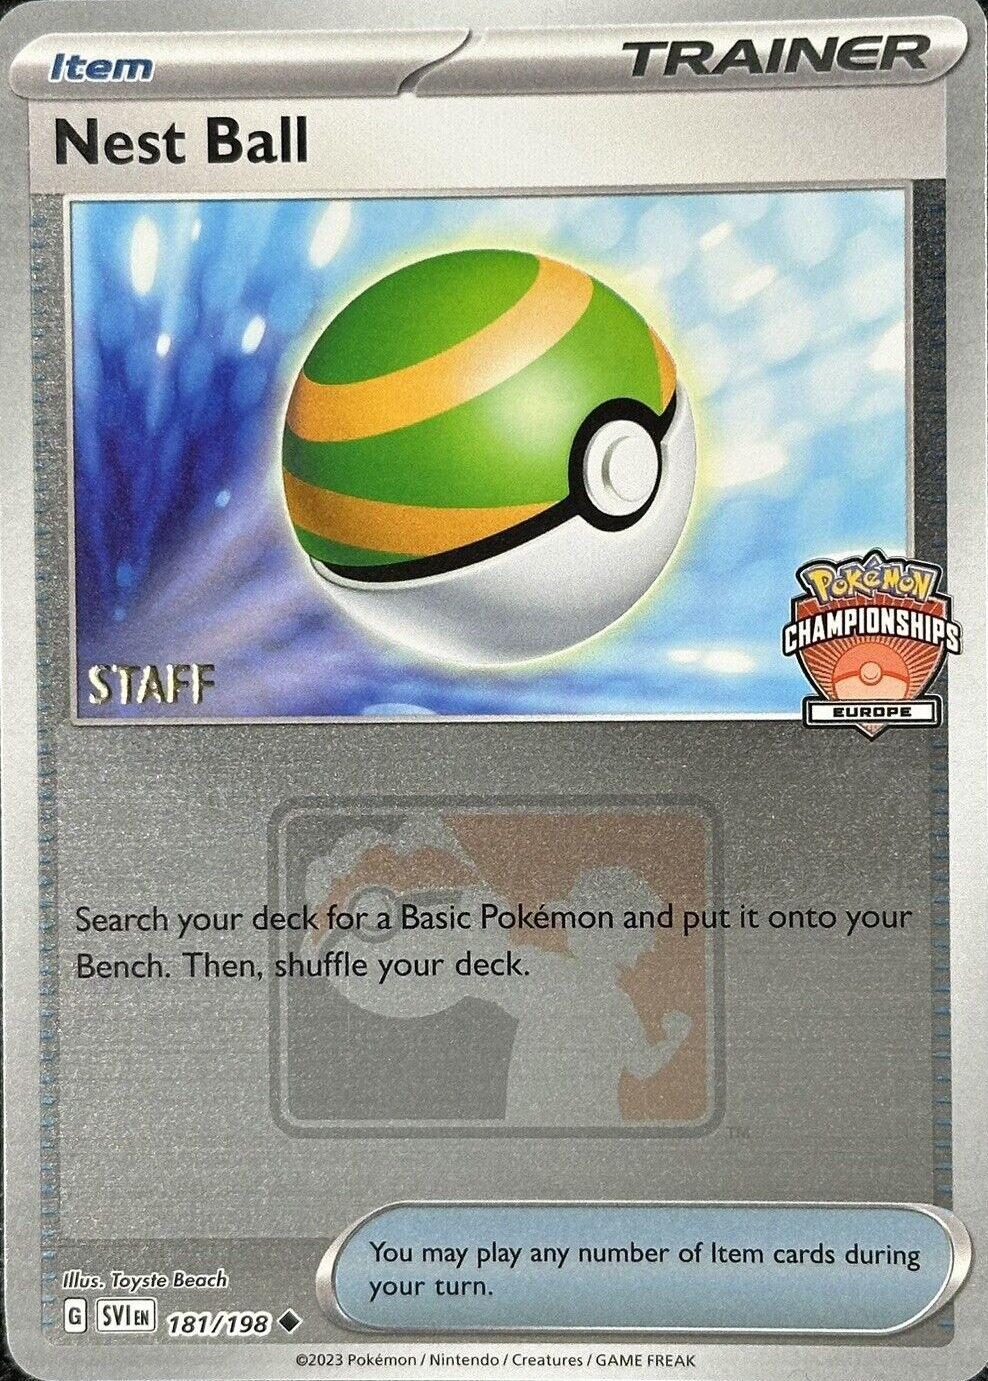 Item
TRAINER
Nest Ball
STAFF
POKéMON
CHAMPIONSHIPS
EUROPE
Search your deck for a Basic Pokémon and put it onto your
Bench. Then, shuffle your deck.
TM
You may play any number of Item cards during
your turn.
Illus. Toyste Beach
G SVI EN 181/198
©2023 Pokémon / Nintendo / Creatures / GAME FREAK